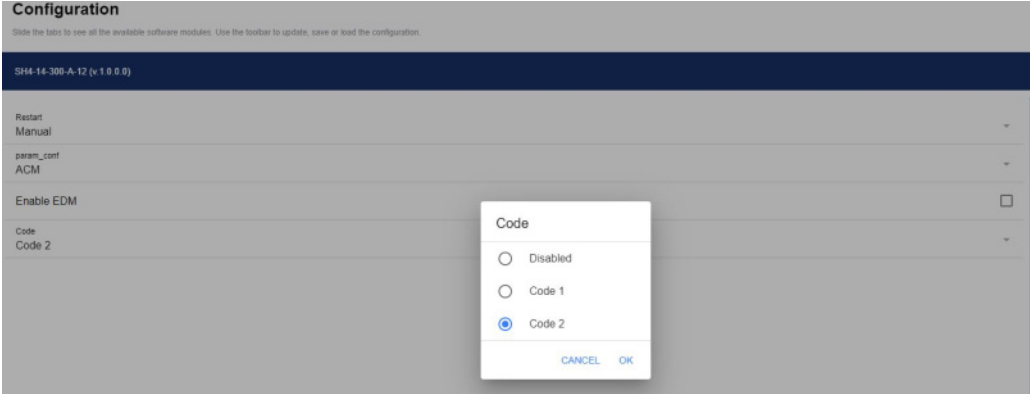 Configuration
Slide the tabs to see all the available software modules. Use the toolbar to update, save or load the configuration.
SH4-14-300-A-12 (v.1.0.0.0)
Restart
Manual
param_conf
ACM
Enable EDM
Code
Code 2
Code
Disabled
Code 1
Code 2
CANCEL OK